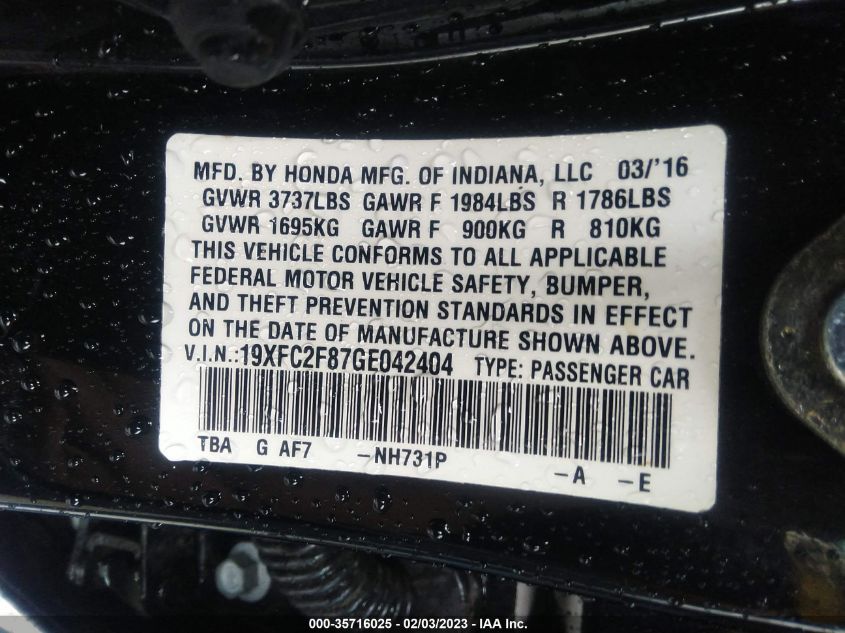 MFD. BY HONDA MFG. OF INDIANA, LLC 03/'16
GVWR 3737LBS GAWR F 1984LBS R 1786LBS
GVWR 1695KG GAWR F 900KG R 810KG
THIS VEHICLE CONFORMS TO ALL APPLICABLE
FEDERAL MOTOR VEHICLE SAFETY, BUMPER,
AND THEFT PREVENTION STANDARDS IN EFFECT
ON THE DATE OF MANUFACTURE SHOWN ABOVE.
V.I.N.:19XFC2F87GE042404 TYPE: PASSENGER CAR
TBA G AF7 -NH731P -A -E
000-35716025 - 02/03/2023 - IAAI.com.